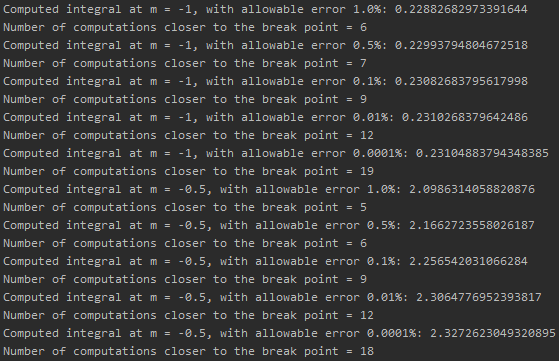 Computed integral at m = -1, with allowable error 1.0%: 0.22882682973391644
Number of computations closer to the break point = 6
Computed integral at m = -1, with allowable error 0.5%: 0.22993794804672518
Number of computations closer to the break point = 7
Computed integral at m = -1, with allowable error 0.1%: 0.23082683795617998
Number of computations closer to the break point = 9
Computed integral at m = -1, with allowable error 0.01%: 0.2310268379642486
Number of computations closer to the break point = 12
Computed integral at m = -1, with allowable error 0.0001%: 0.23104883794348385
Number of computations closer to the break point = 19
Computed integral at m = -0.5, with allowable error 1.0%: 2.0986314058820876
Number of computations closer to the break point = 5
Computed integral at m = -0.5, with allowable error 0.5%: 2.1662723558026187
Number of computations closer to the break point = 6
Computed integral at m = -0.5, with allowable error 0.1%: 2.256542031066284
Number of computations closer to the break point = 9
Computed integral at m = -0.5, with allowable error 0.01%: 2.3064776952393817
Number of computations closer to the break point = 12
Computed integral at m = -0.5, with allowable error 0.0001%: 2.3272623049320895
Number of computations closer to the break point = 18